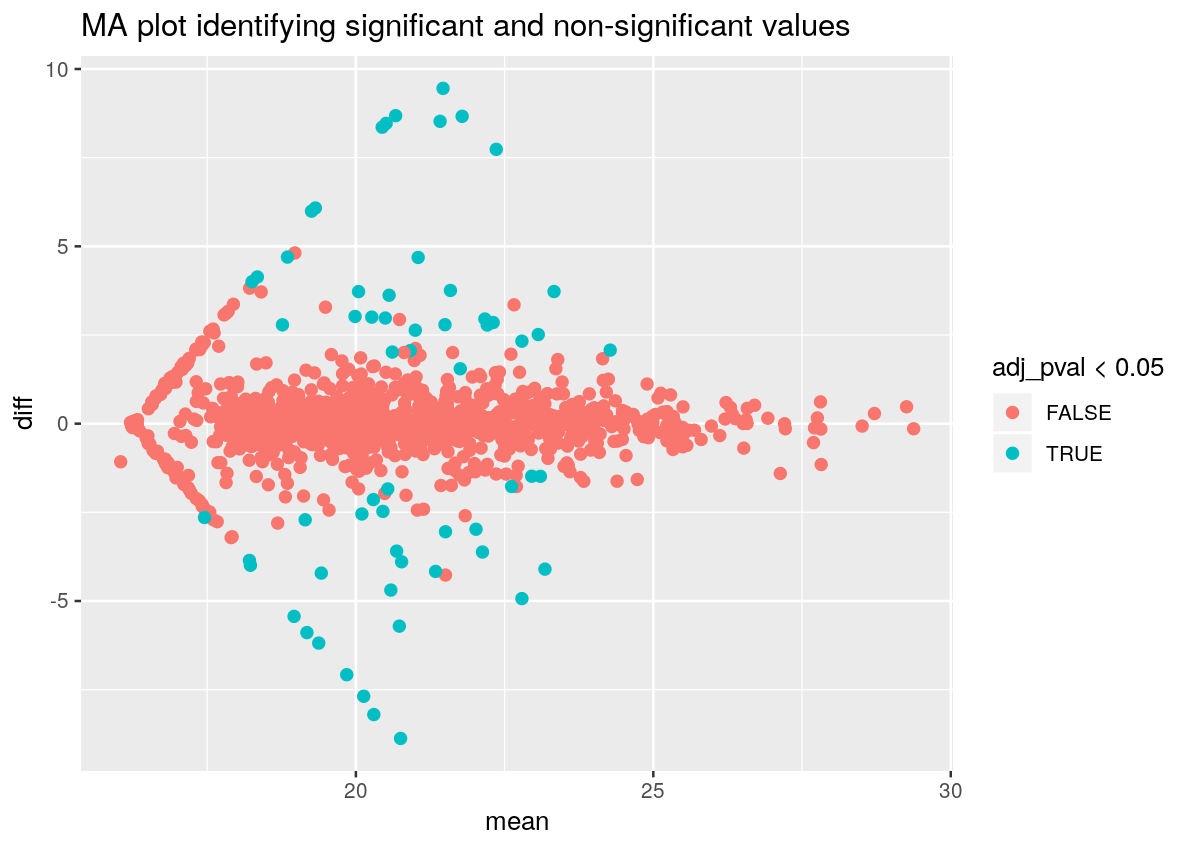 MA plot identifying significant and non-significant values
10
5
0
-5
diff
20
25
30
mean
adj_pval < 0.05
FALSE
TRUE